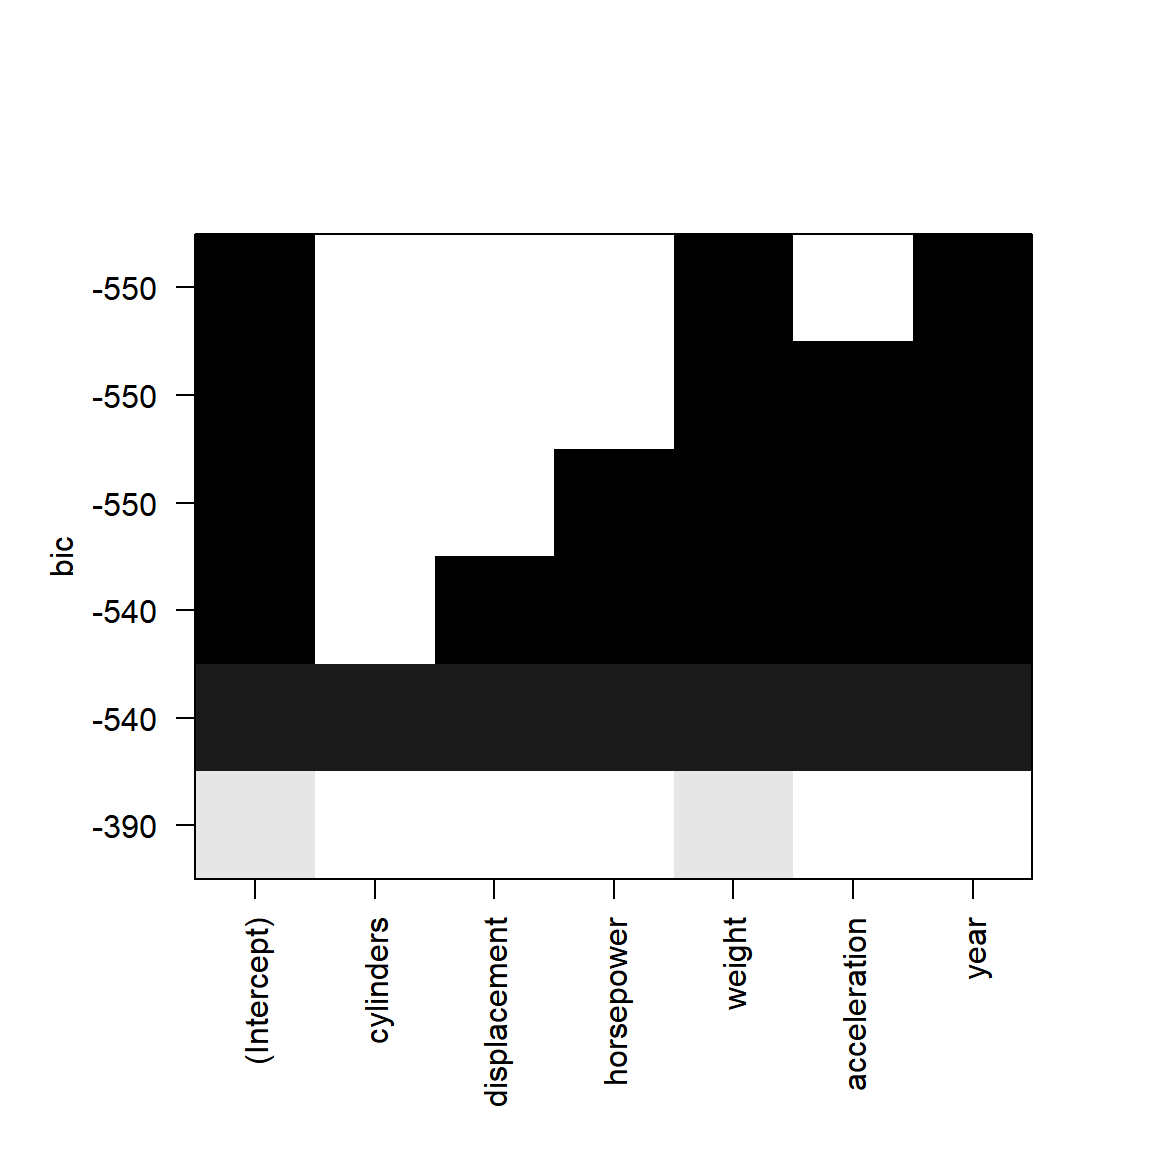 bic
-550
-550
-550
-540
-540
-390
(Intercept)
cylinders
displacement
horsepower
weight
acceleration
year